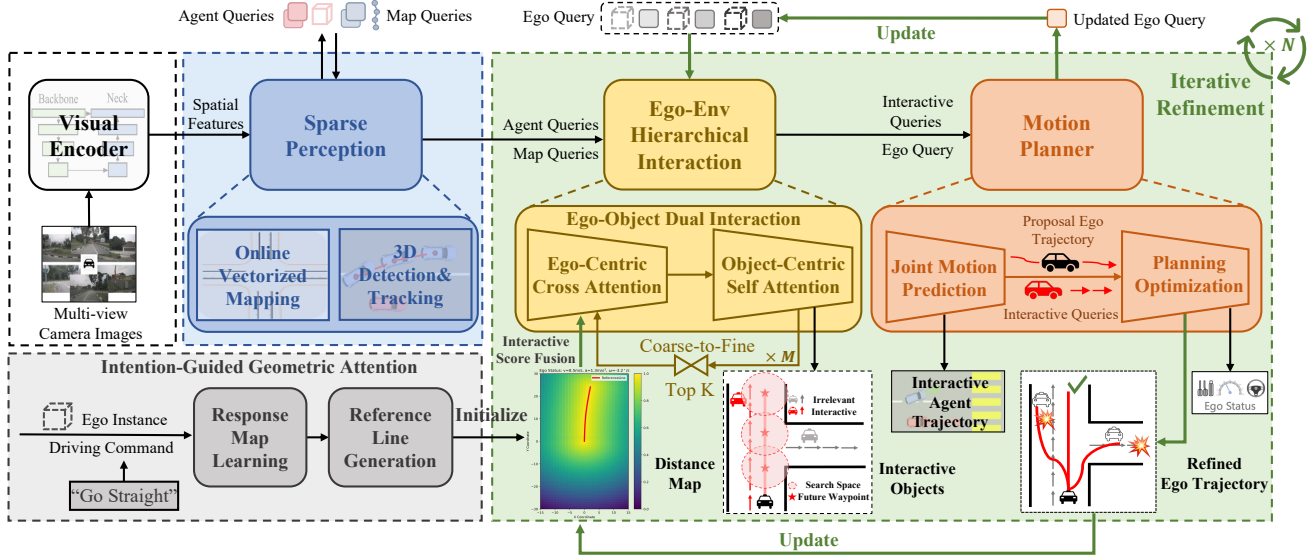 Agent Queries
Map Queries
Ego Query
Updated Ego Query
Update
× N
Iterative
Refinement
Backbone
Neck
Visual
Encoder
Spatial
Features
Sparse
Perception
Agent Queries
Map Queries
Ego-Env
Hierarchical
Interaction
Interactive
Queries
Ego Query
Motion
Planner
Multi-view
Camera Images
Online
Vectorized
Mapping
3D
Detection&
Tracking
Ego-Object Dual Interaction
Ego-Centric
Cross Attention
Object-Centric
Self Attention
Proposal Ego
Trajectory
Joint Motion
Prediction
Interactive Queries
Planning
Optimization
Interactive
Score Fusion
Coarse-to-Fine
× M
Top K
Intention-Guided Geometric Attention
Ego Instance
Driving Command
"Go Straight"
Response
Map
Learning
Reference
Line
Generation
Initialize
Distance
Map
Irrelevant
Interactive
Search Space
Future Waypoint
Interactive
Objects
Interactive
Agent
Trajectory
Ego Status
Refined
Ego Trajectory
Update